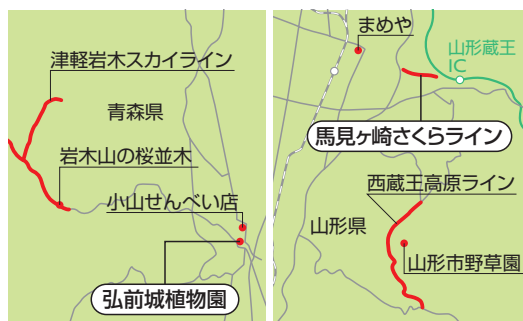 津軽岩木スカイライン
青森県
岩木山の桜並木
小山せんべい店
弘前城植物園
まめや
山形蔵王
IC
馬見ヶ崎さくらライン
西蔵王高原ライン
山形県
山形市野草園